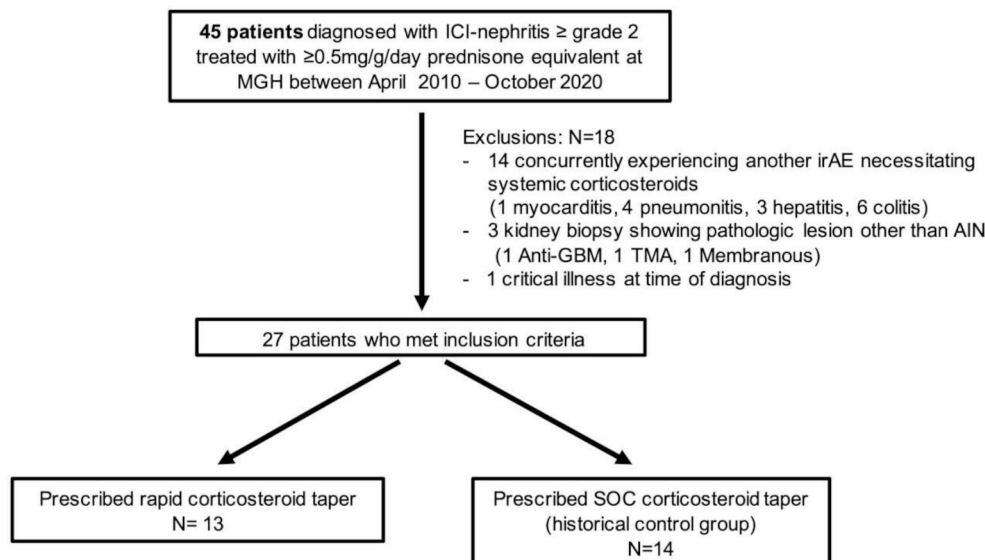 45 patients diagnosed with ICI-nephritis ≥ grade 2
treated with ≥0.5mg/g/day prednisone equivalent at
MGH between April 2010 – October 2020
Exclusions: N=18
- 14 concurrently experiencing another irAE necessitating
systemic corticosteroids
(1 myocarditis, 4 pneumonitis, 3 hepatitis, 6 colitis)
- 3 kidney biopsy showing pathologic lesion other than AIN
(1 Anti-GBM, 1 TMA, 1 Membranous)
- 1 critical illness at time of diagnosis
27 patients who met inclusion criteria
Prescribed rapid corticosteroid taper
N= 13
Prescribed SOC corticosteroid taper
(historical control group)
N=14